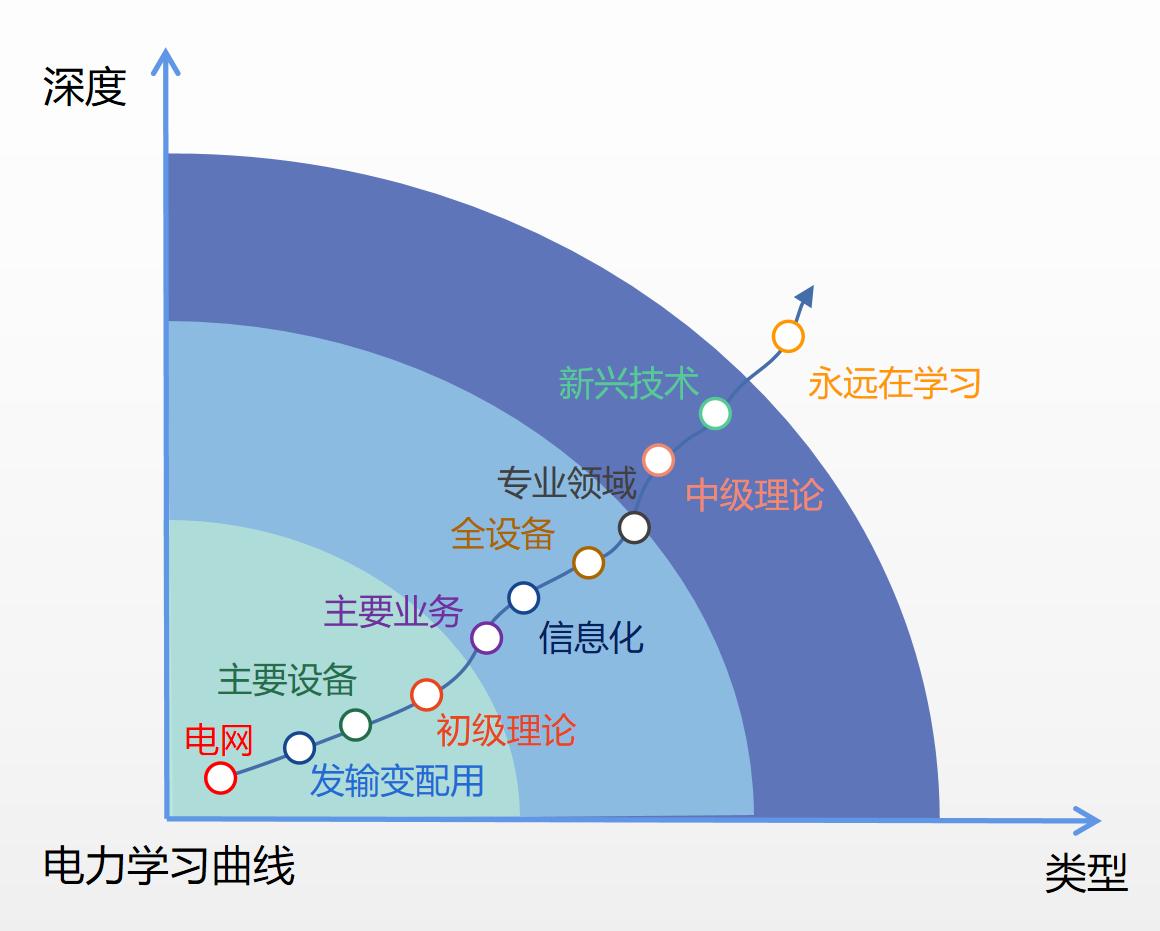 深度
新兴技术
永远在学习
专业领域
中级理论
全设备
主要业务
信息化
主要设备
初级理论
电网
发输变配用
电力学习曲线
类型